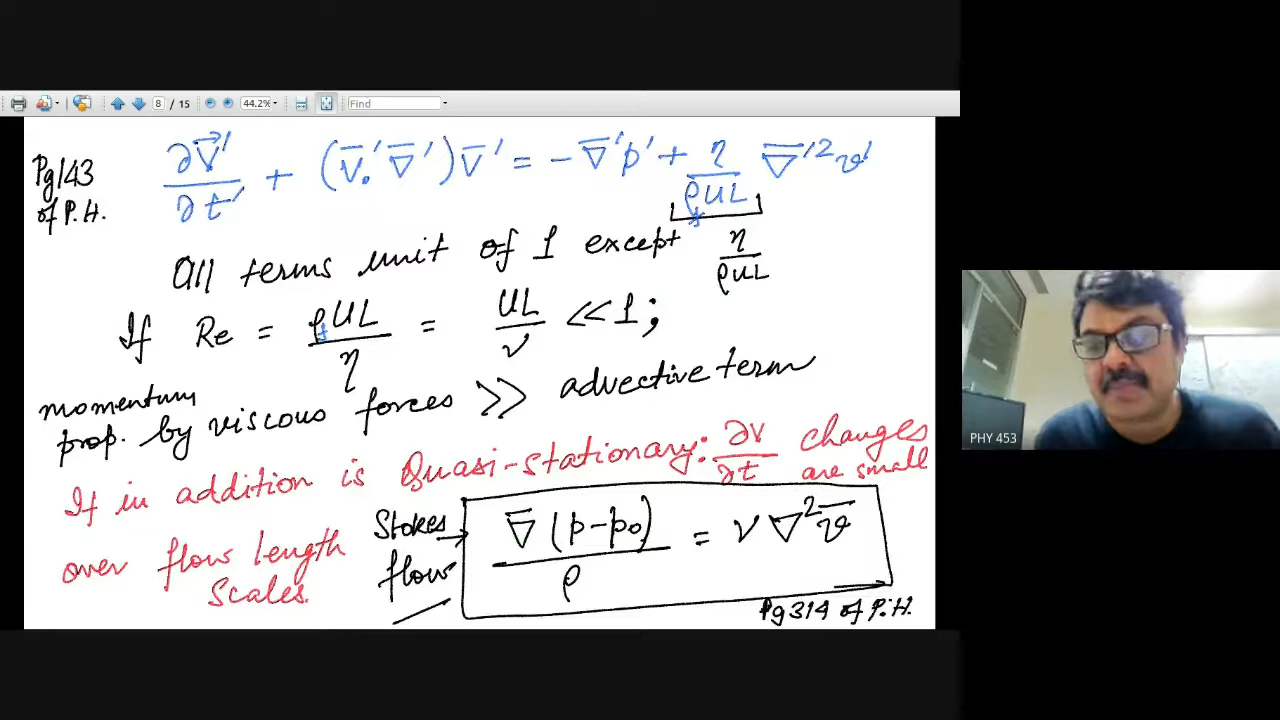 8 / 15 44.2% Find
Pg143 of P.H.
∂V⃗′/∂t′ + (V̄.′ ∇̄′) V̄′ = − ∇̄′p′ + η/ρUL ∇̄′² v′
All terms unit of 1 except η/ρUL
If Re = ρUL/η = UL/ν << 1;
momentum
prop. by viscous forces >> advective term
If in addition is Quasi-stationary: ∂v/∂t changes are small
over flow length scales.
Stokes flow → ∇̄(p−p₀)/ρ = ν∇²v̄
Pg 314 of P.H.
PHY 453